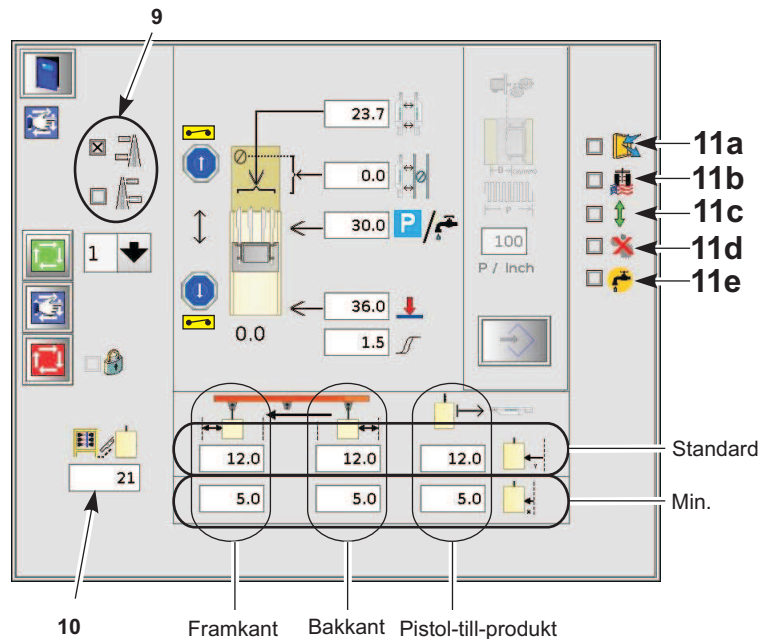 9
23.7
0.0
30.0 P/
36.0
0.0
1.5
1
B
P
100
P / Inch
11a
11b
11c
11d
11e
12.0 12.0 12.0 Y
Standard
5.0 5.0 5.0 x
Min.
21
10 Framkant Bakkant Pistol-till-produkt